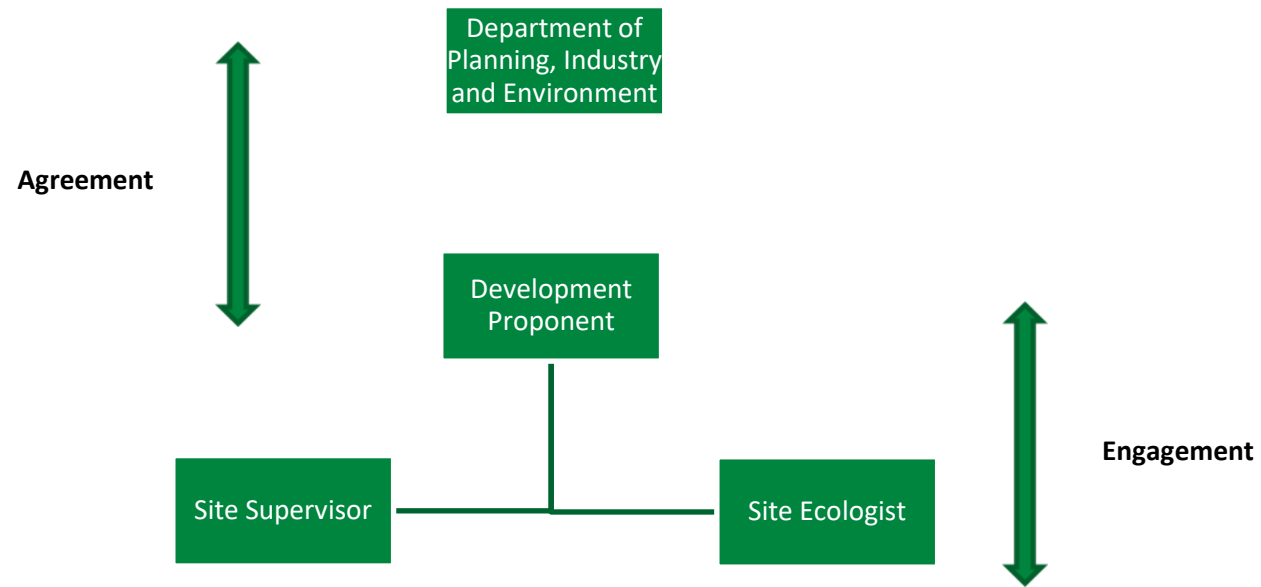 Department of
Planning, Industry
and Environment
Agreement
Development
Proponent
Engagement
Site Supervisor
Site Ecologist